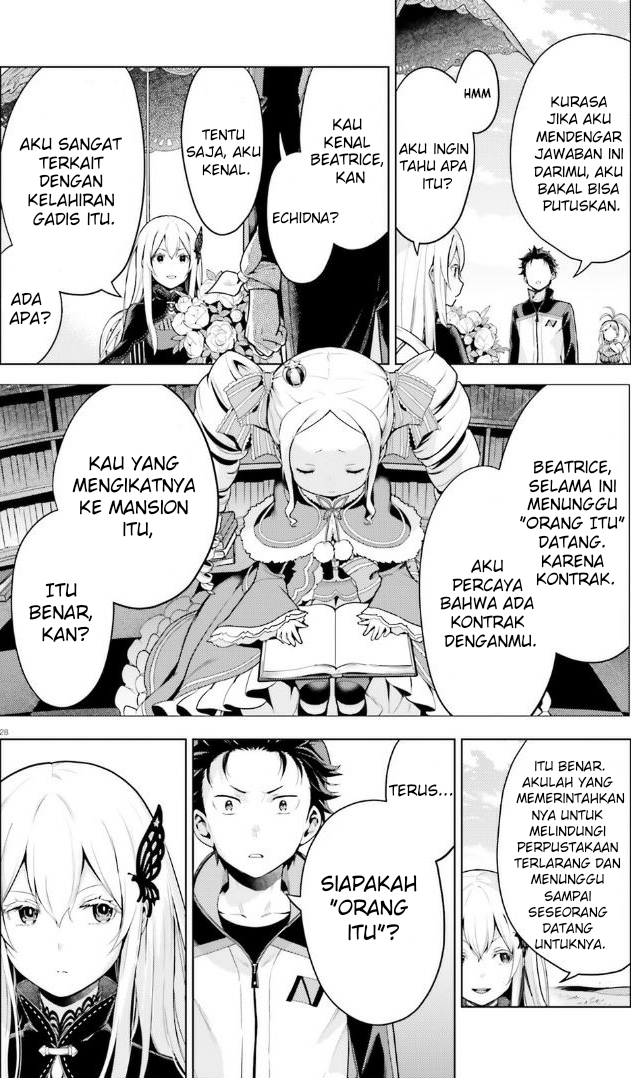 KURASA
JIKA AKU
MENDENGAR
JAWABAN INI
DARIMU, AKU
BAKAL BISA
PUTUSKAN.
HMM
AKU INGIN
TAHU APA
ITU?
KAU
KENAL
BEATRICE,
KAN
ECHIDNA?
TENTU
SAJA, AKU
KENAL.
AKU SANGAT
TERKAIT
DENGAN
KELAHIRAN
GADIS ITU.
ADA
APA?
BEATRICE,
SELAMA INI
MENUNGGU
"ORANG ITU"
DATANG.
KARENA
KONTRAK.
AKU
PERCAYA
BAHWA ADA
KONTRAK
DENGANMU.
KAU YANG
MENGIKATNYA
KE MANSION
ITU,
ITU
BENAR,
KAN?
28
ITU BENAR.
AKULAH YANG
MEMERINTAHKAN
NYA UNTUK
MELINDUNGI
PERPUSTAKAAN
TERLARANG DAN
MENUNGGU
SAMPAI
SESEORANG
DATANG
UNTUKNYA.
TERUS...
SIAPAKAH
"ORANG
ITU"?